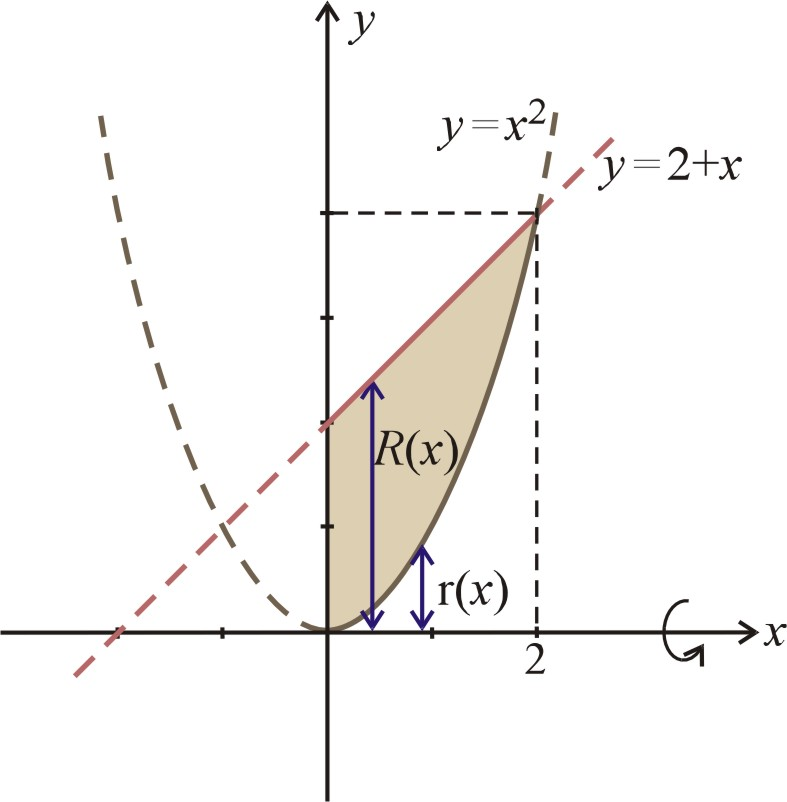 y
y=x²
y=2+x
R(x)
r(x)
x
2